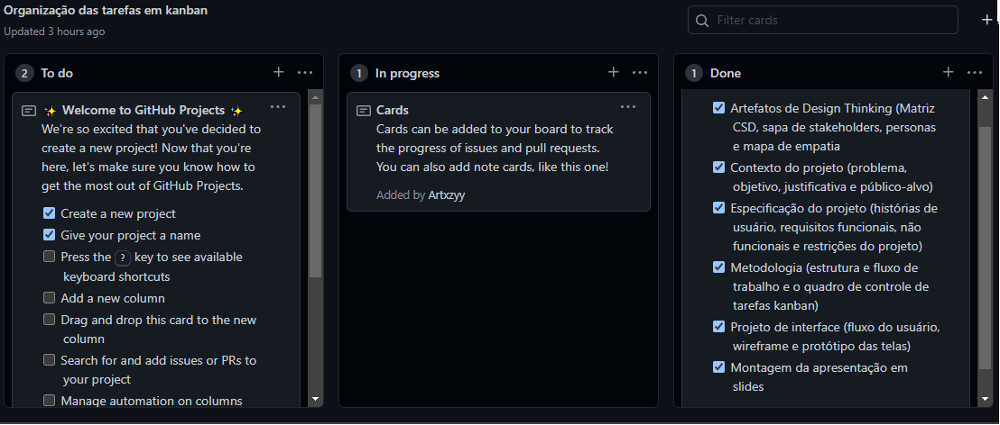 Organização das tarefas em kanban
Updated 3 hours ago
Filter cards
2 To do
✨ Welcome to GitHub Projects ✨
We're so excited that you've decided to
create a new project! Now that you're
here, let's make sure you know how to
get the most out of GitHub Projects.
Create a new project
Give your project a name
Press the ? key to see available
keyboard shortcuts
Add a new column
Drag and drop this card to the new
column
Search for and add issues or PRs to
your project
Manage automation on columns
1 In progress
Cards
Cards can be added to your board to track
the progress of issues and pull requests.
You can also add note cards, like this one!
Added by Artxzyy
1 Done
Artefatos de Design Thinking (Matriz
CSD, sapa de stakeholders, personas
e mapa de empatia
Contexto do projeto (problema,
objetivo, justificativa e público-alvo)
Especificação do projeto (histórias de
usuário, requisitos funcionais, não
funcionais e restrições do projeto)
Metodologia (estrutura e fluxo de
trabalho e o quadro de controle de
tarefas kanban)
Projeto de interface (fluxo do usuário,
wireframe e protótipo das telas)
Montagem da apresentação em
slides